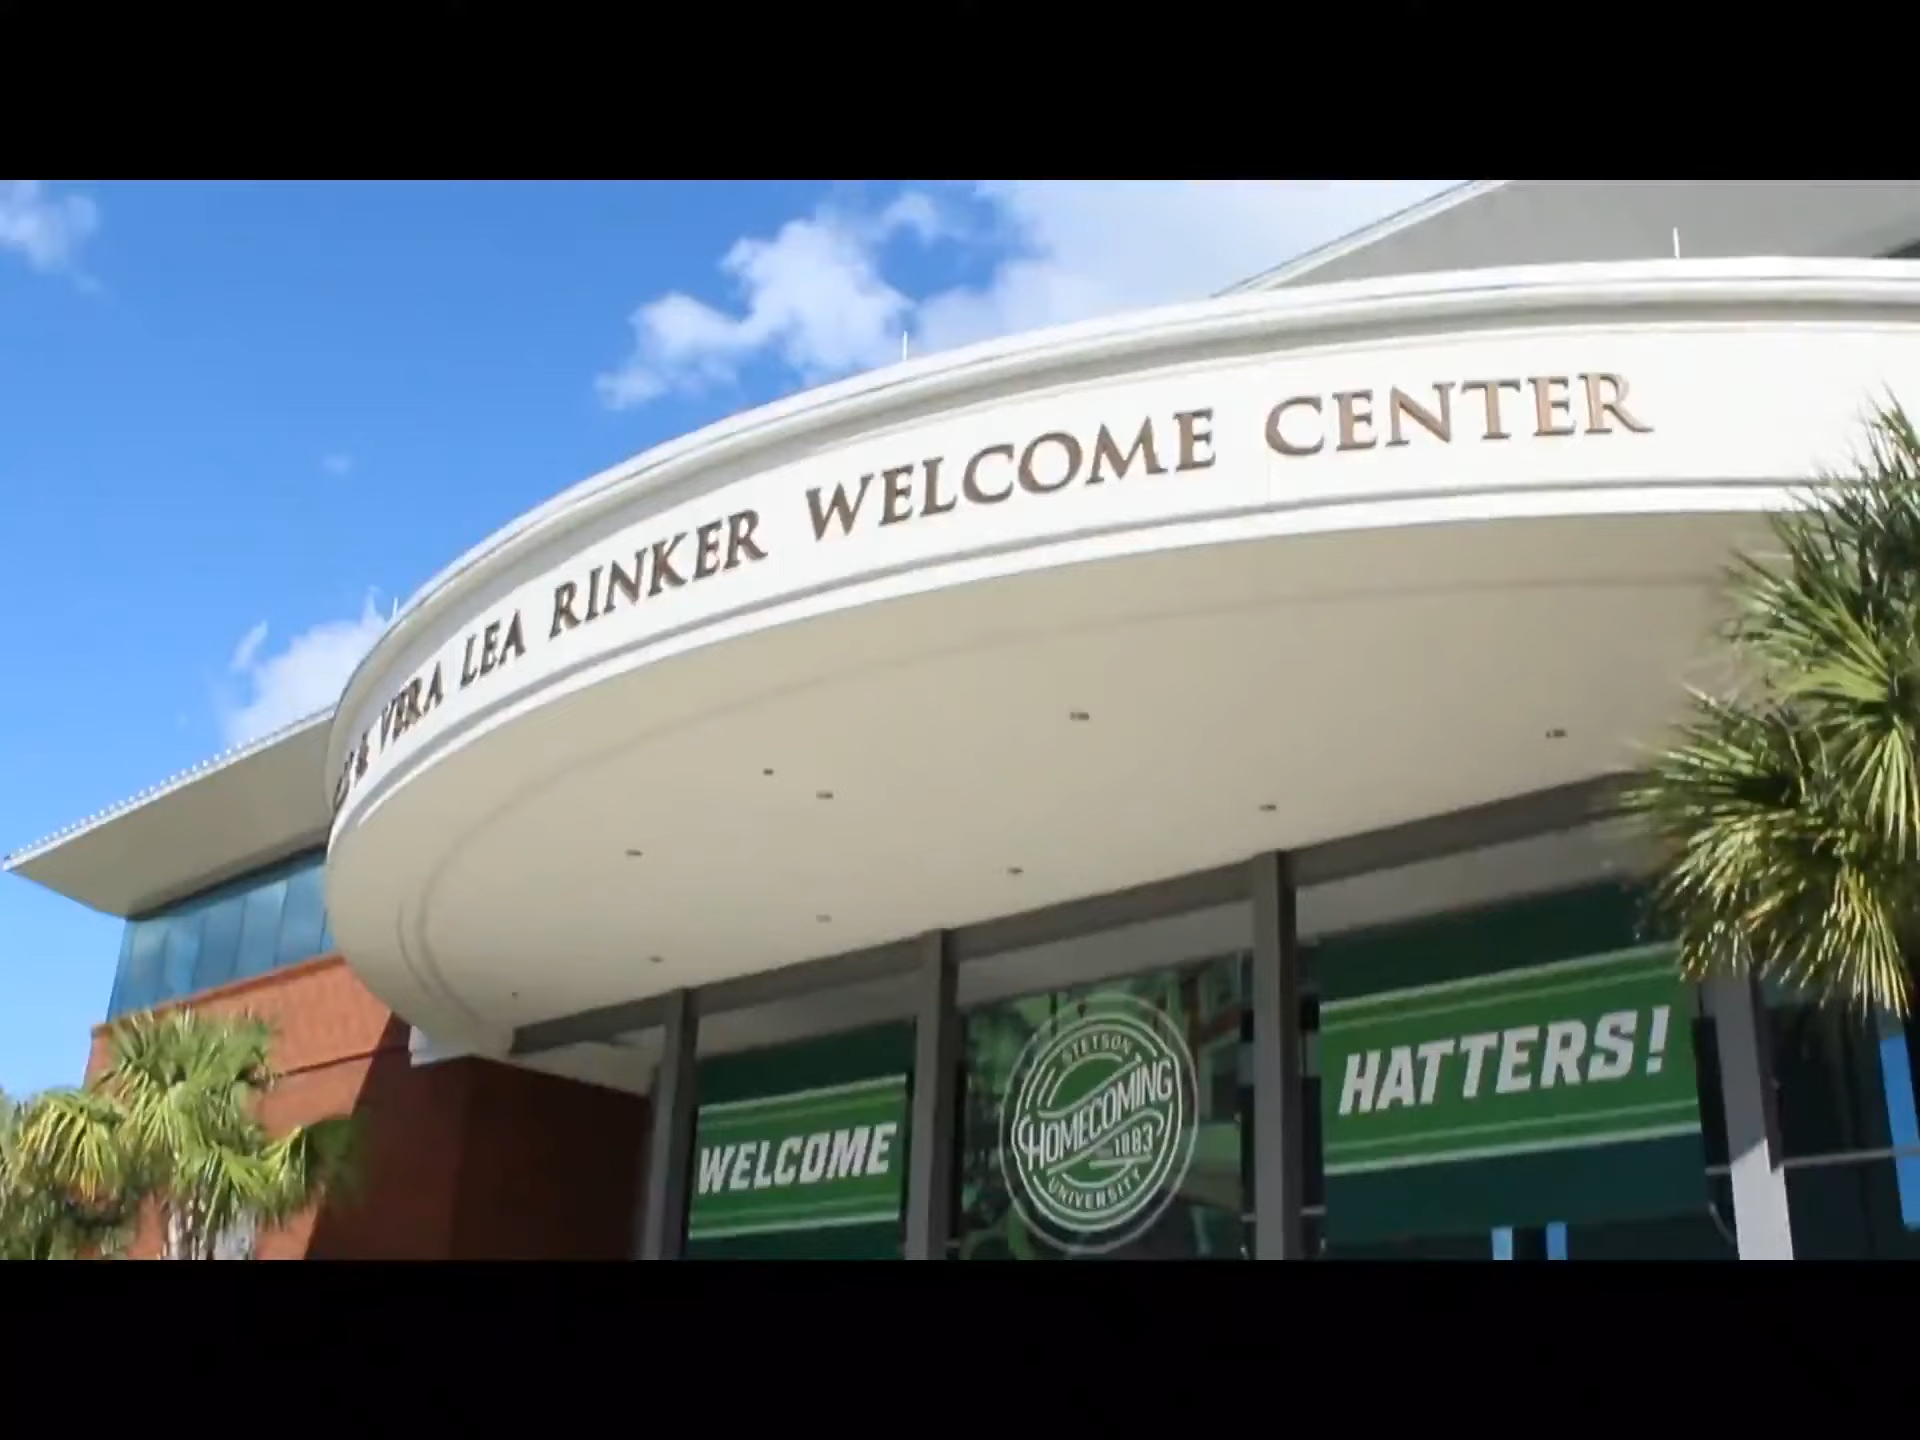 & VERA LEA RINKER WELCOME CENTER
WELCOME
STETSON
HOMECOMING
1883
UNIVERSITY
HATTERS!